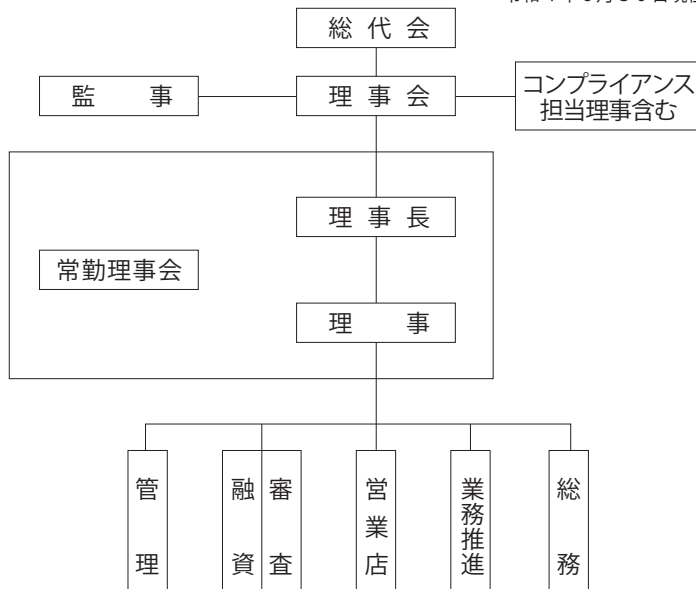 総代会
監事
理事会
コンプライアンス
担当理事含む
理事長
常勤理事会
理事
管理
融資
審査
営業店
業務推進
総務